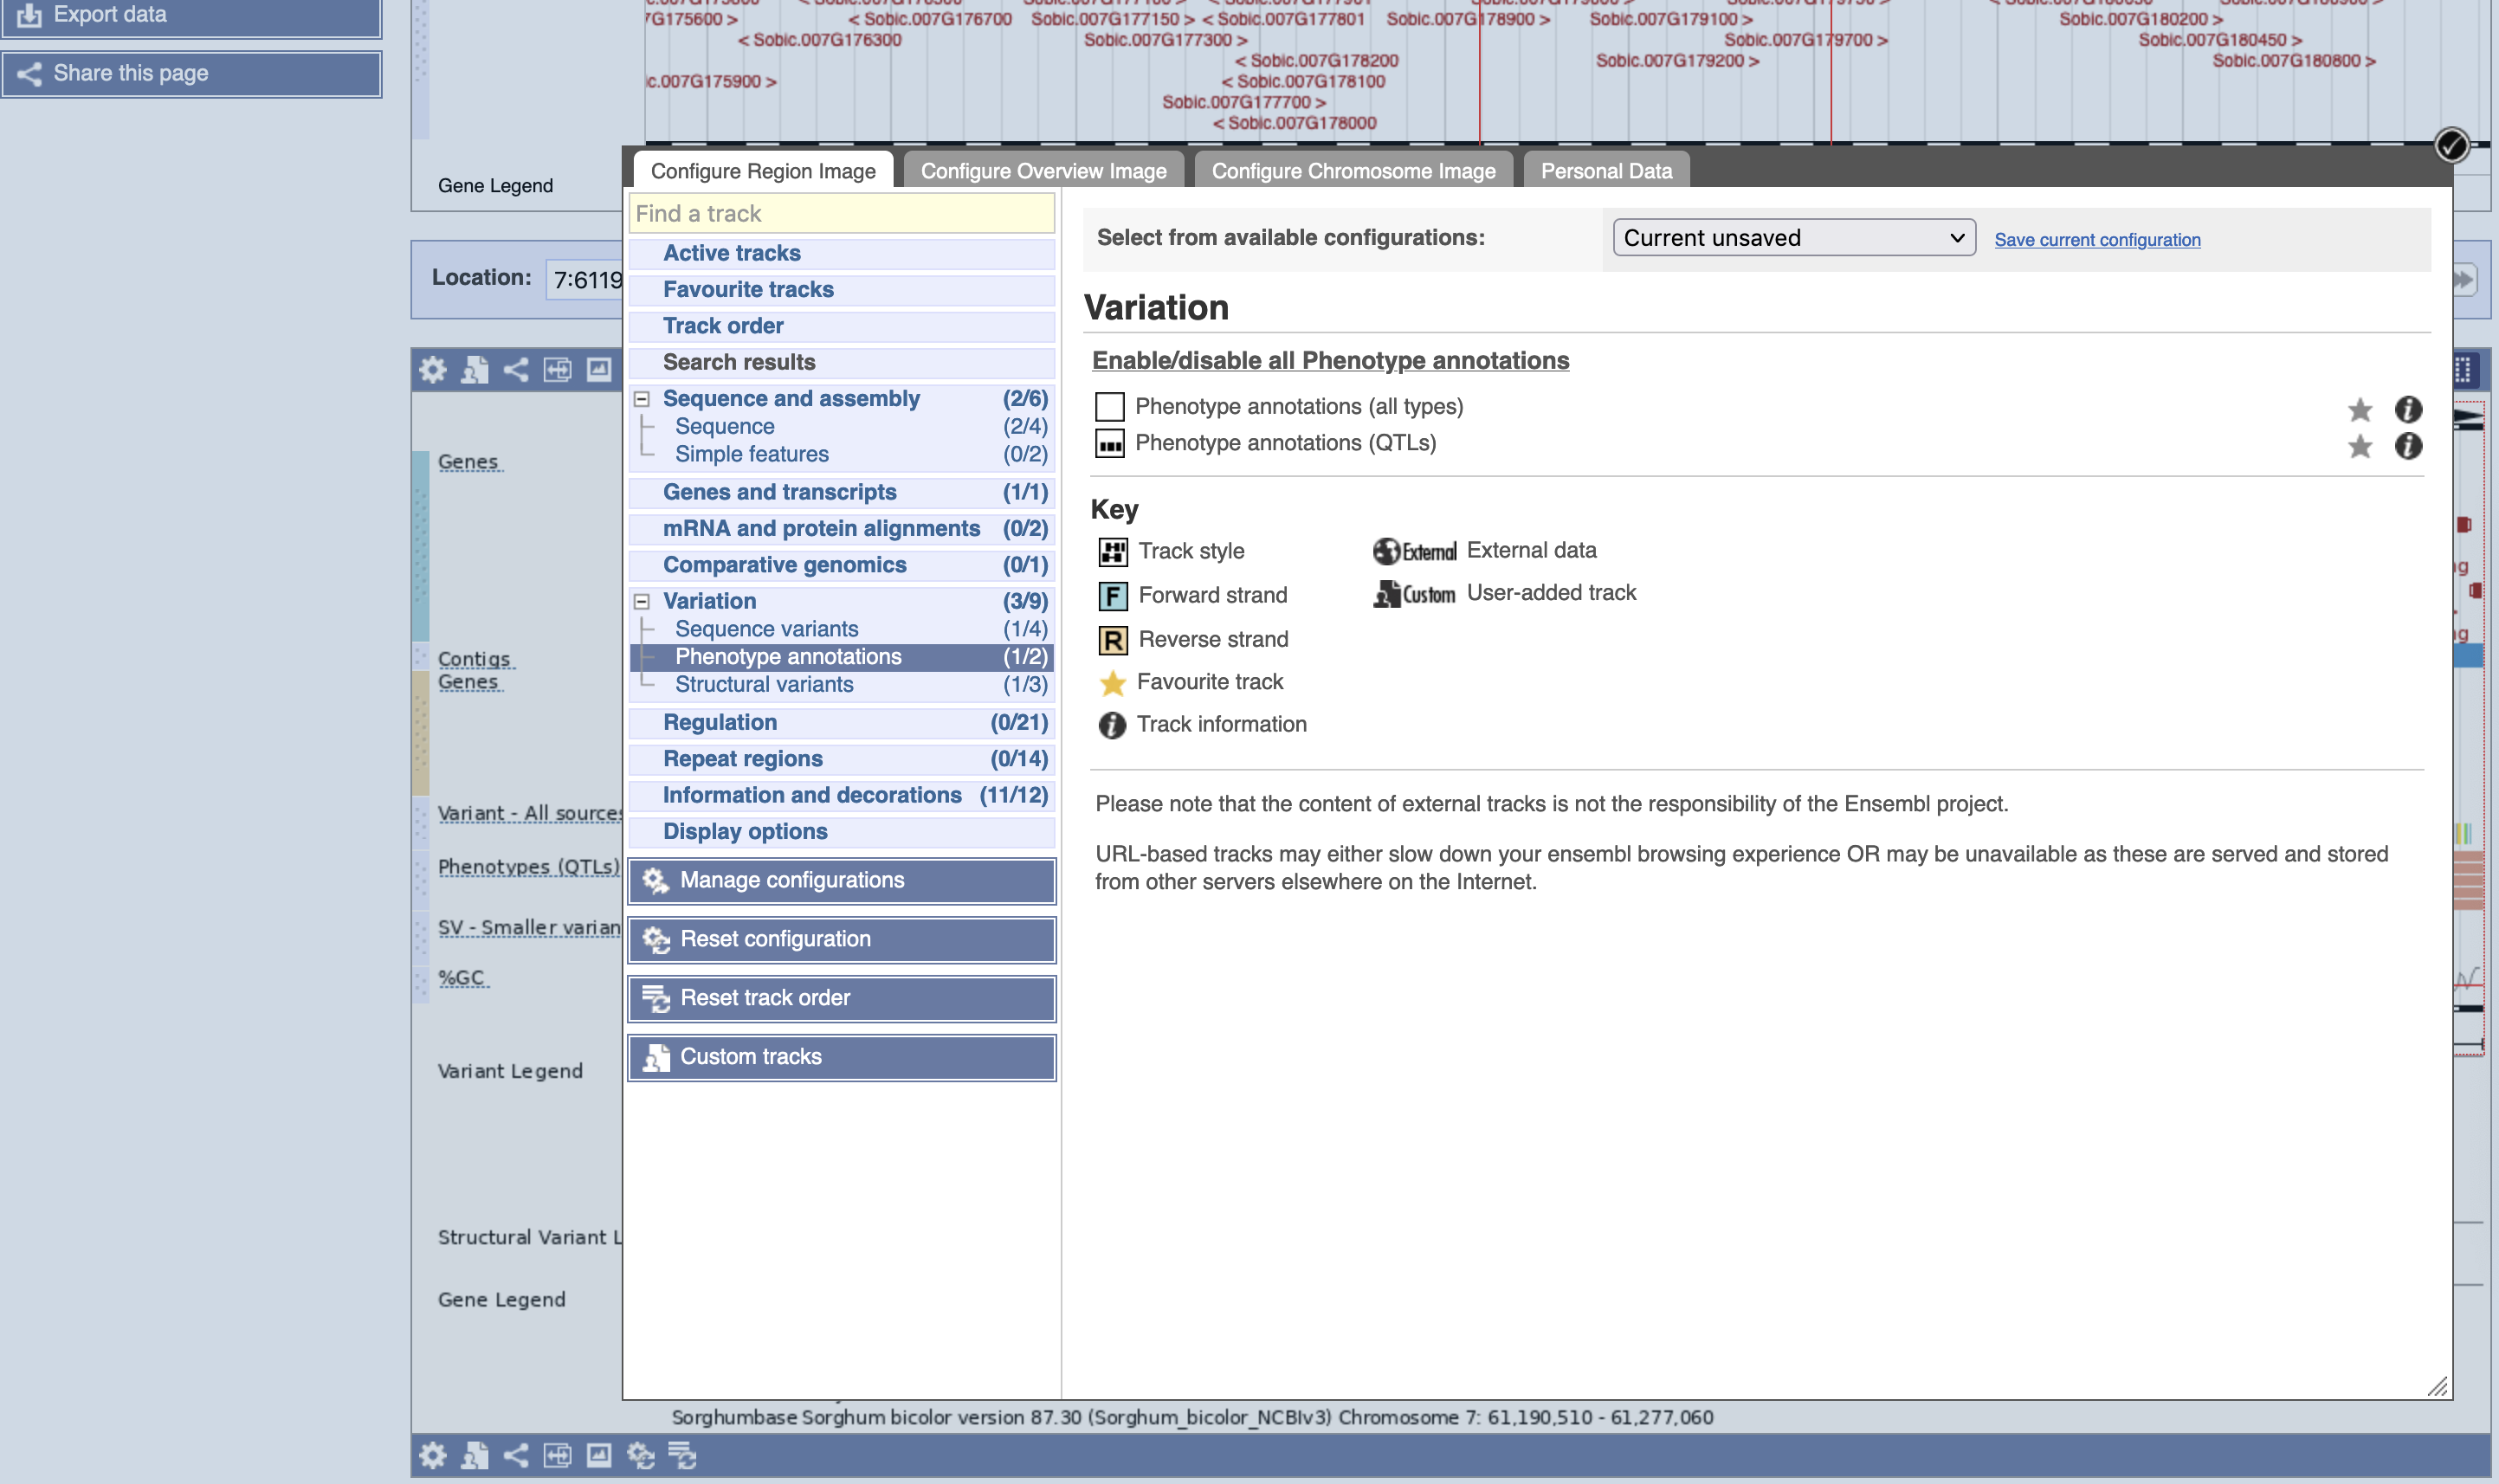 Export data
Share this page
7G175600 >
< Sobic.007G176700
Sobic.007G177150 >
< Sobic.007G177801
Sobic.007G178900 >
Sobic.007G179100 >
Sobic.007G180200 >
< Sobic.007G176300
Sobic.007G177300 >
Sobic.007G179700 >
Sobic.007G180450 >
< Sobic.007G178200
Sobic.007G179200 >
Sobic.007G180800 >
ic.007G175900 >
< Sobic.007G178100
Sobic.007G177700 >
< Sobic.007G178000
Gene Legend
Location: 7:6119
Configure Region Image
Configure Overview Image
Configure Chromosome Image
Personal Data
Find a track
Active tracks
Favourite tracks
Track order
Search results
Sequence and assembly (2/6)
Sequence (2/4)
Simple features (0/2)
Genes and transcripts (1/1)
mRNA and protein alignments (0/2)
Comparative genomics (0/1)
Variation (3/9)
Sequence variants (1/4)
Phenotype annotations (1/2)
Structural variants (1/3)
Regulation (0/21)
Repeat regions (0/14)
Information and decorations (11/12)
Display options
Manage configurations
Reset configuration
Reset track order
Custom tracks
Select from available configurations: Current unsaved Save current configuration
Variation
Enable/disable all Phenotype annotations
Phenotype annotations (all types)
Phenotype annotations (QTLs)
Key
Track style
External External data
F Forward strand
Custom User-added track
R Reverse strand
Favourite track
Track information
Please note that the content of external tracks is not the responsibility of the Ensembl project.
URL-based tracks may either slow down your ensembl browsing experience OR may be unavailable as these are served and stored
from other servers elsewhere on the Internet.
Genes
Contigs
Genes
Variant - All sources
Phenotypes (QTLs)
SV - Smaller varian
%GC
Variant Legend
Structural Variant L
Gene Legend
Sorghumbase Sorghum bicolor version 87.30 (Sorghum_bicolor_NCBIv3) Chromosome 7: 61,190,510 - 61,277,060